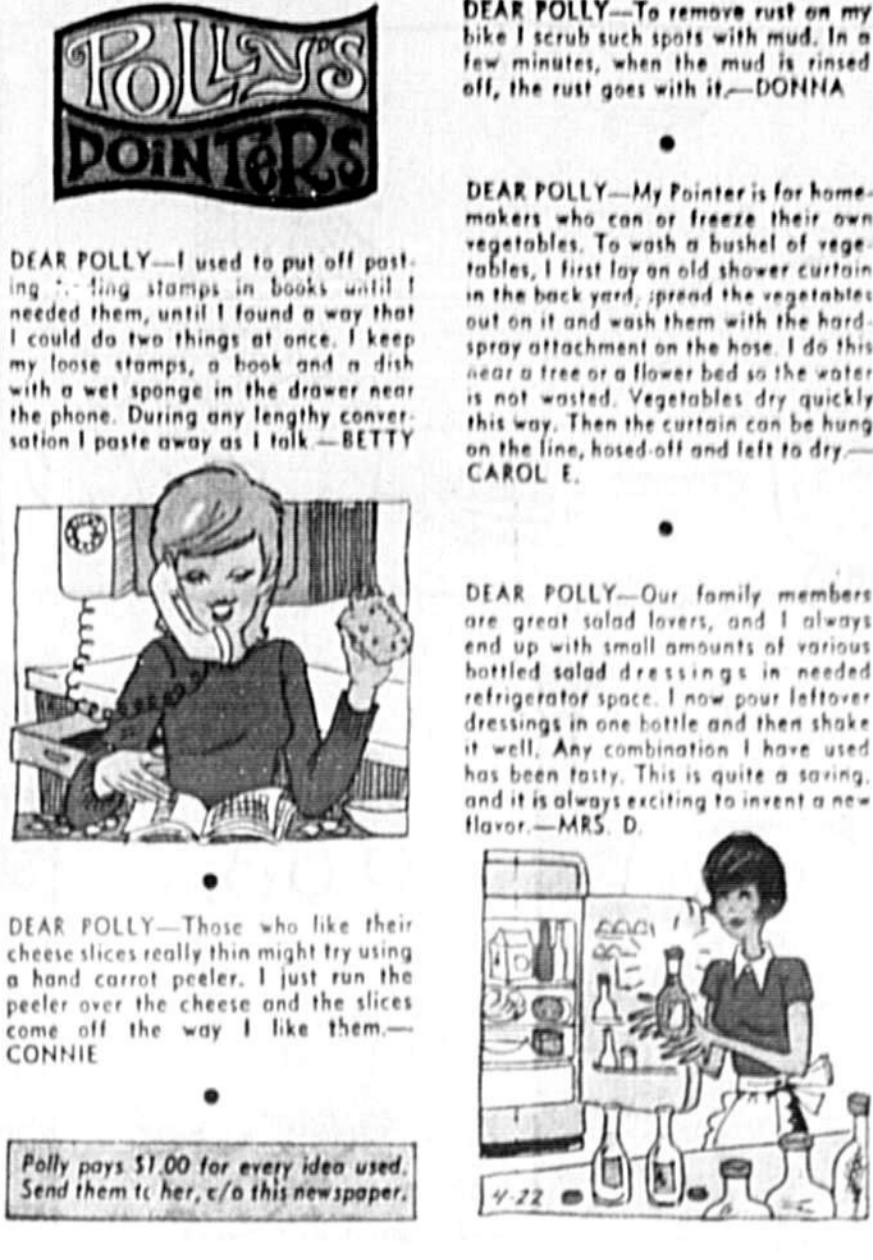 POLLY'S
POINTERS
DEAR POLLY—I used to put off past-
ing stamps in books until I
needed them, until I found a way that
I could do two things at once. I keep
my loose stamps, a book and a dish
with a wet sponge in the drawer near
the phone. During any lengthy conver-
sation I paste away as I talk.—BETTY
DEAR POLLY—Those who like their
cheese slices really thin might try using
a hand carrot peeler. I just run the
peeler over the cheese and the slices
come off the way I like them.—
CONNIE
Polly pays $1.00 for every idea used.
Send them to her, c/o this newspaper.
DEAR POLLY—To remove rust on my
bike I scrub such spots with mud. In a
few minutes, when the mud is rinsed
off, the rust goes with it.—DONNA
DEAR POLLY—My Pointer is for home-
makers who can or freeze their own
vegetables. To wash a bushel of vege-
tables, I first lay an old shower curtain
in the back yard, spread the vegetables
out on it and wash them with the hard-
spray attachment on the hose. I do this
near a tree or a flower bed so the water
is not wasted. Vegetables dry quickly
this way. Then the curtain can be hung
on the line, hosed-off and left to dry.—
CAROL E.
DEAR POLLY—Our family members
are great salad lovers, and I always
end up with small amounts of various
bottled salad dressings in needed
refrigerator space. I now pour leftover
dressings in one bottle and then shake
it well. Any combination I have used
has been tasty. This is quite a saving,
and it is always exciting to invent a new
flavor.—MRS. D.
4-22